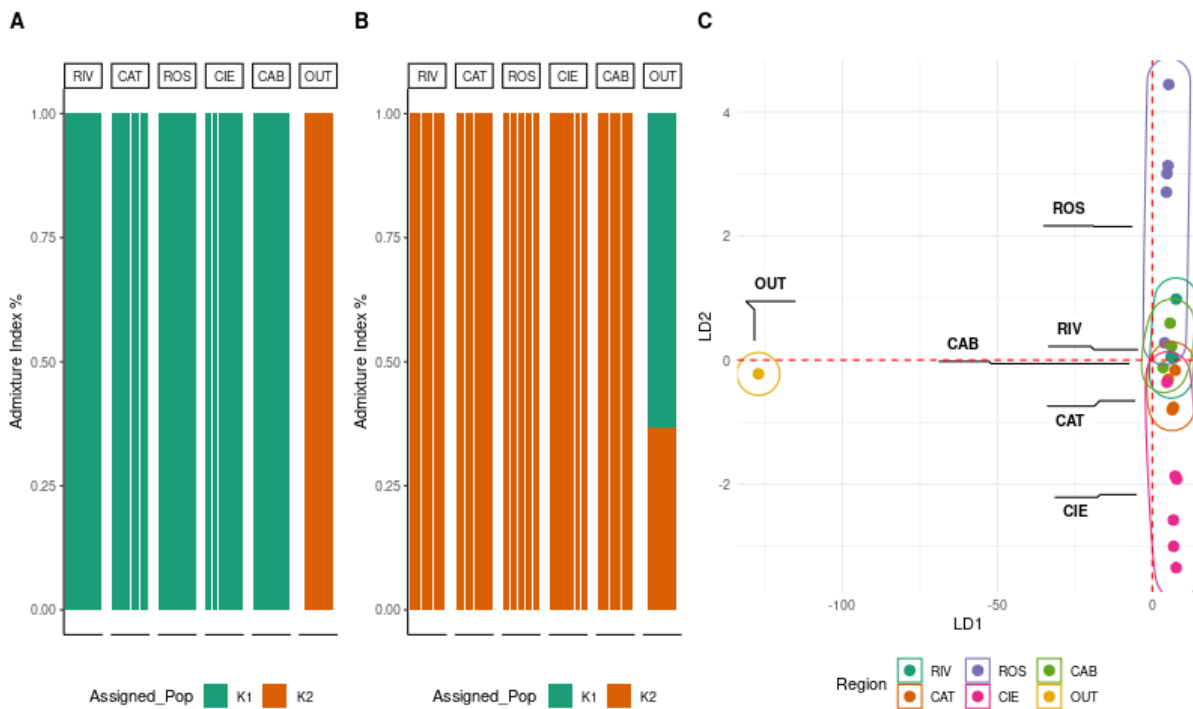 A
B
C
RIV CAT ROS CIE CAB OUT
RIV CAT ROS CIE CAB OUT
1.00
0.75
0.50
0.25
0.00
Admixture Index %
Assigned_Pop K1 K2
1.00
0.75
0.50
0.25
0.00
Admixture Index %
Assigned_Pop K1 K2
4
2
0
-2
LD2
ROS
OUT
RIV
CAB
CAT
CIE
-100 -50 0
LD1
Region
RIV ROS CAB
CAT CIE OUT